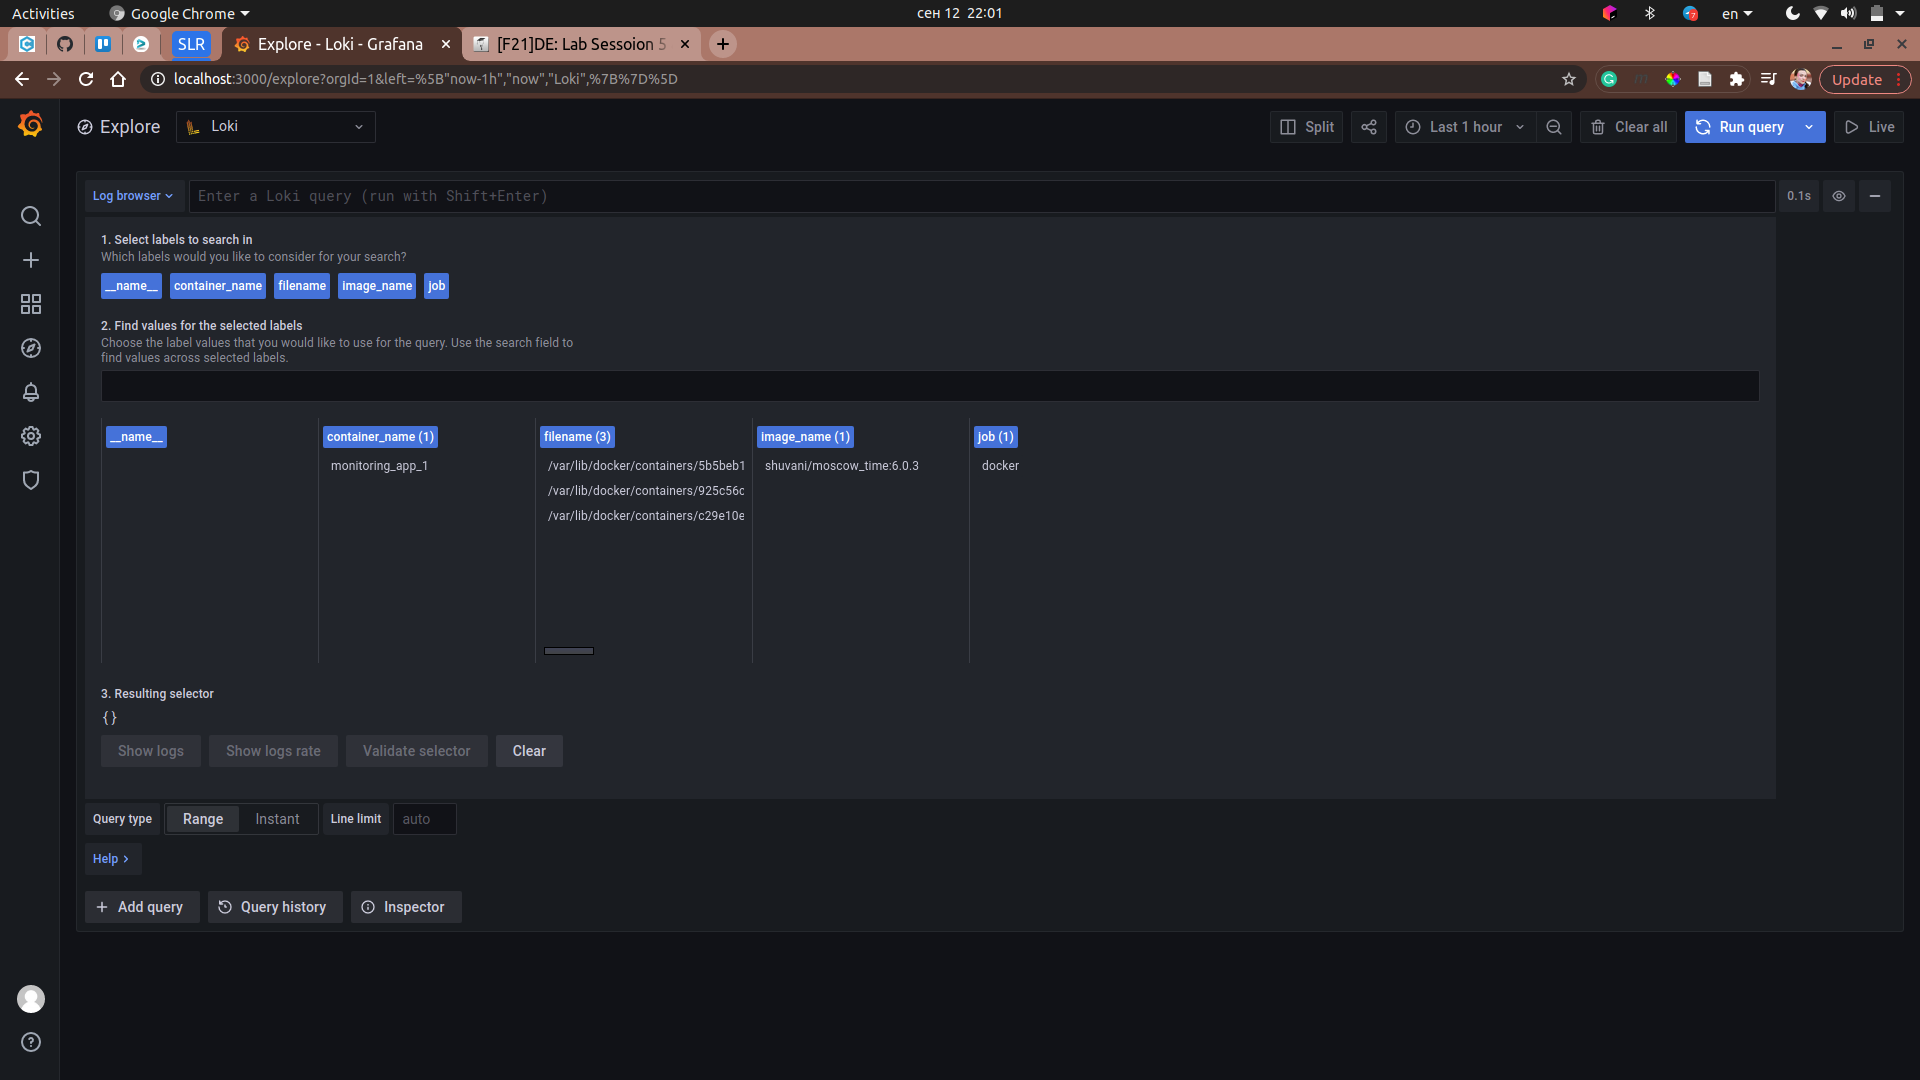 Activities Google Chrome сен 12 22:01 en
SLR Explore - Loki - Grafana [F21]DE: Lab Sessoion 5
localhost:3000/explore?orgId=1&left=%5B"now-1h","now","Loki",%7B%7D%5D Update
Explore Loki Split Last 1 hour Clear all Run query Live
Log browser Enter a Loki query (run with Shift+Enter) 0.1s
1. Select labels to search in
Which labels would you like to consider for your search?
__name__ container_name filename image_name job
2. Find values for the selected labels
Choose the label values that you would like to use for the query. Use the search field to
find values across selected labels.
__name__ container_name (1) filename (3) image_name (1) job (1)
monitoring_app_1 /var/lib/docker/containers/5b5beb1 shuvani/moscow_time:6.0.3 docker
/var/lib/docker/containers/925c56c
/var/lib/docker/containers/c29e10e
3. Resulting selector
{}
Show logs Show logs rate Validate selector Clear
Query type Range Instant Line limit auto
Help
Add query Query history Inspector